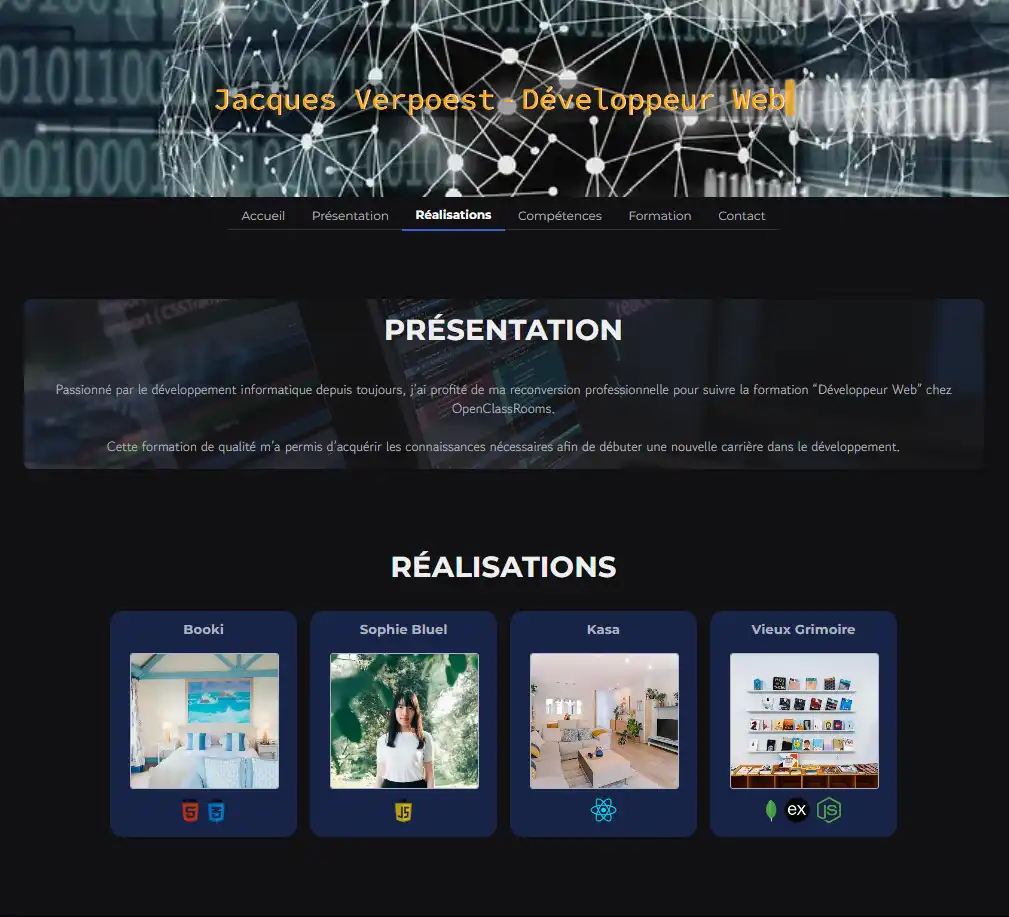 Jacques Verpoest - Développeur Web
Accueil Présentation Réalisations Compétences Formation Contact
PRÉSENTATION
Passionné par le développement informatique depuis toujours, j'ai profité de ma reconversion professionnelle pour suivre la formation “Développeur Web” chez
OpenClassRooms.
Cette formation de qualité m'a permis d'acquérir les connaissances nécessaires afin de débuter une nouvelle carrière dans le développement.
RÉALISATIONS
Booki
Sophie Bluel
Kasa
Vieux Grimoire
JS
ex
JS